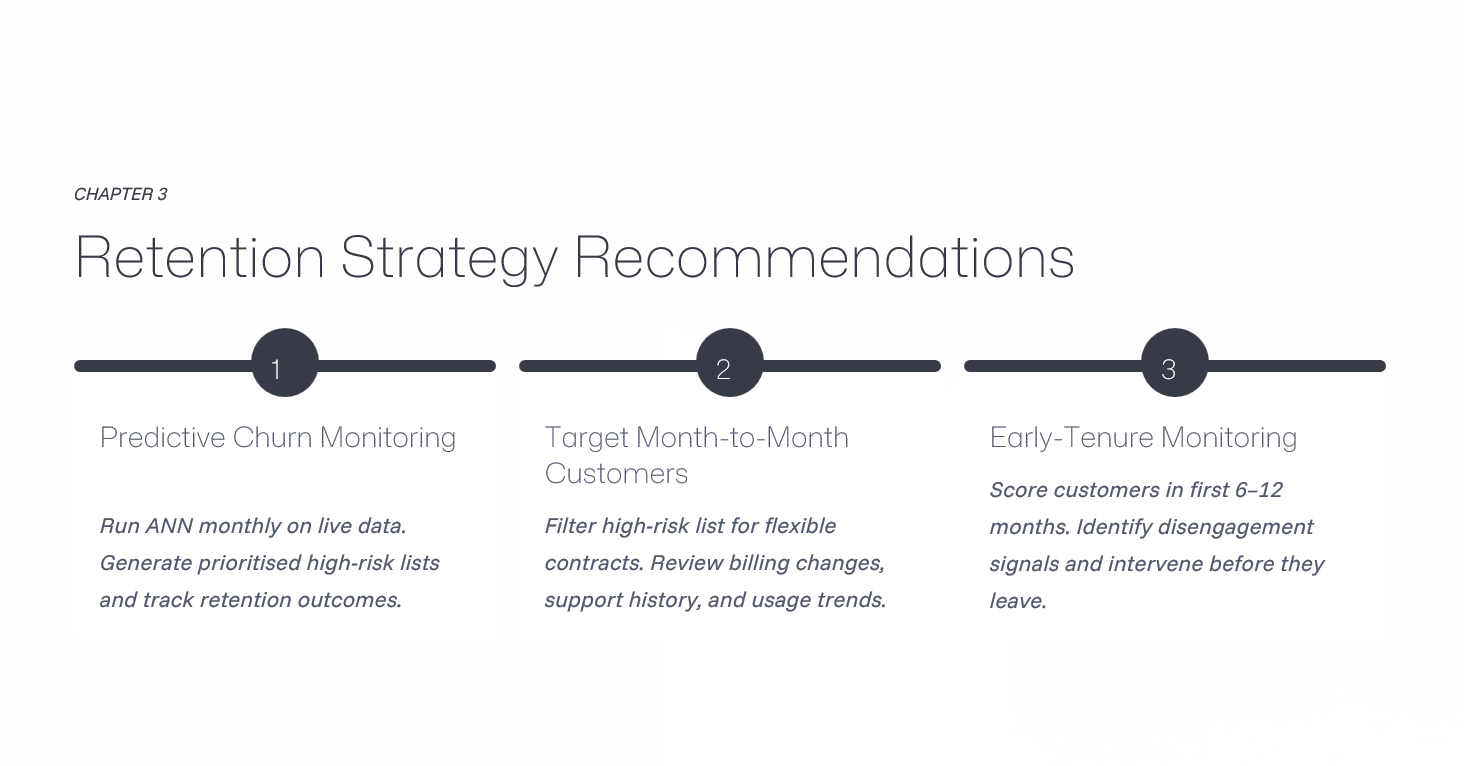 CHAPTER 3
Retention Strategy Recommendations
1
Predictive Churn Monitoring
Run ANN monthly on live data.
Generate prioritised high-risk lists
and track retention outcomes.
2
Target Month-to-Month
Customers
Filter high-risk list for flexible
contracts. Review billing changes,
support history, and usage trends.
3
Early-Tenure Monitoring
Score customers in first 6–12
months. Identify disengagement
signals and intervene before they
leave.